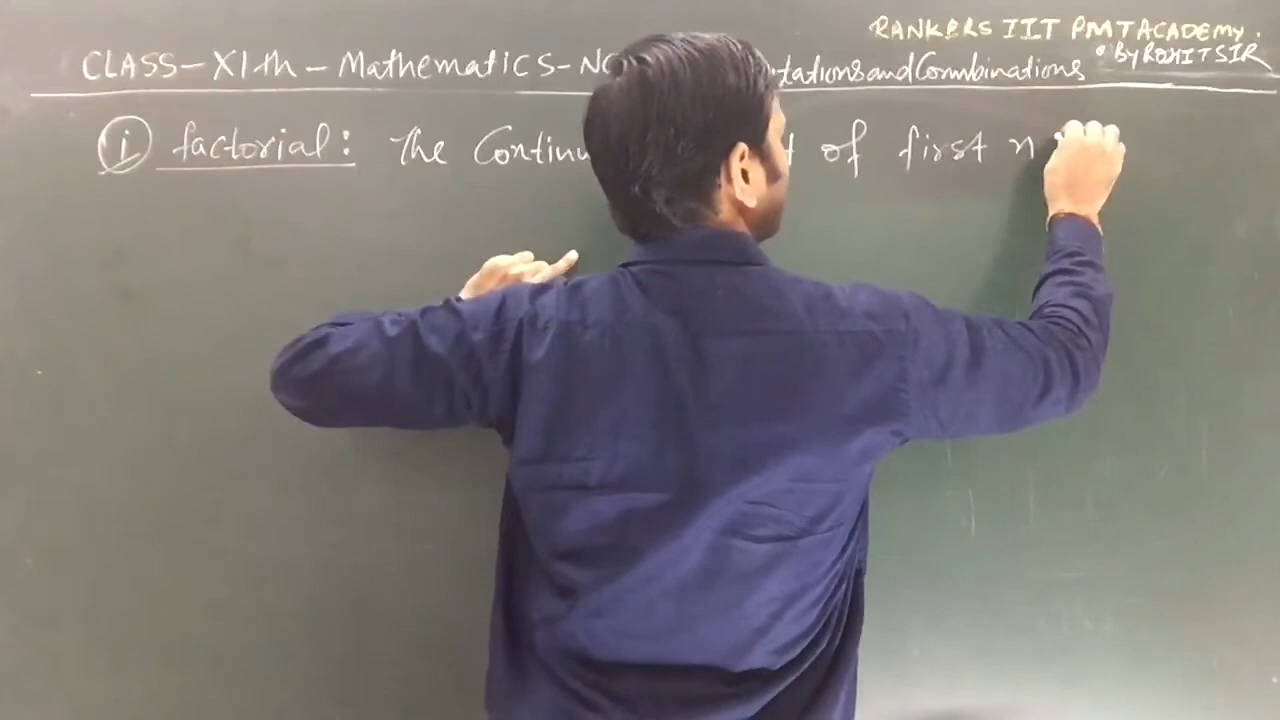 RANKERS IIT PMT ACADEMY.
CLASS-XIth-Mathematics-NC tations and Combinations
By ROHIT SIR
(i) factorial: The Continu t of first n